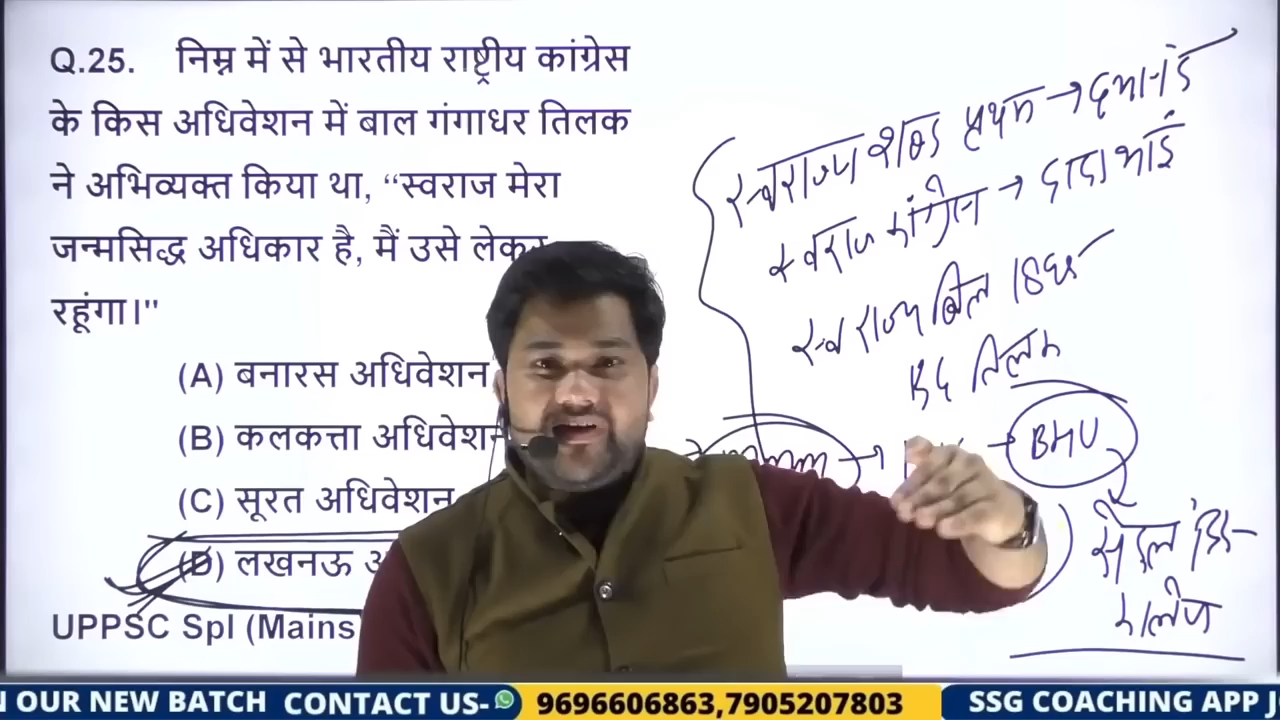 Q.25. निम्न में से भारतीय राष्ट्रीय कांग्रेस
के किस अधिवेशन में बाल गंगाधर तिलक
ने अभिव्यक्त किया था, “स्वराज मेरा
जन्मसिद्ध अधिकार है, मैं उसे लेकर
रहूंगा।"
(A) बनारस अधिवेशन
(B) कलकत्ता अधिवेशन
(C) सूरत अधिवेशन
(D) लखनऊ
UPPSC Spl (Mains)
स्वराज्य शब्द प्रथम → दयानंद
स्वराज कांग्रेस → दादा भाई
स्वराज्य बिल 1895
BG तिलक
→ BHU
सेंट्रल हिन्दू
कालेज
N OUR NEW BATCH CONTACT US- 9696606863,7905207803 SSG COACHING APP J